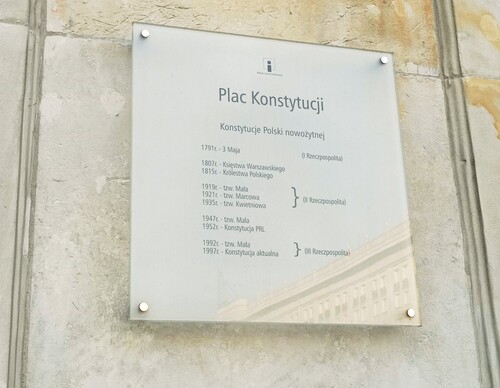 i
Plac Konstytucji
Konstytucje Polski nowożytnej
1791r. - 3 Maja (I Rzeczpospolita)
1807r. - Księstwa Warszawskiego
1815r. - Królestwa Polskiego
1919r. - tzw. Mała
1921r. - tzw. Marcowa } (II Rzeczpospolita)
1935r. - tzw. Kwietniowa
1947r. - tzw. Mała
1952r. - Konstytucja PRL
1992r. - tzw. Mała
1997r. - Konstytucja aktualna } (III Rzeczpospolita)